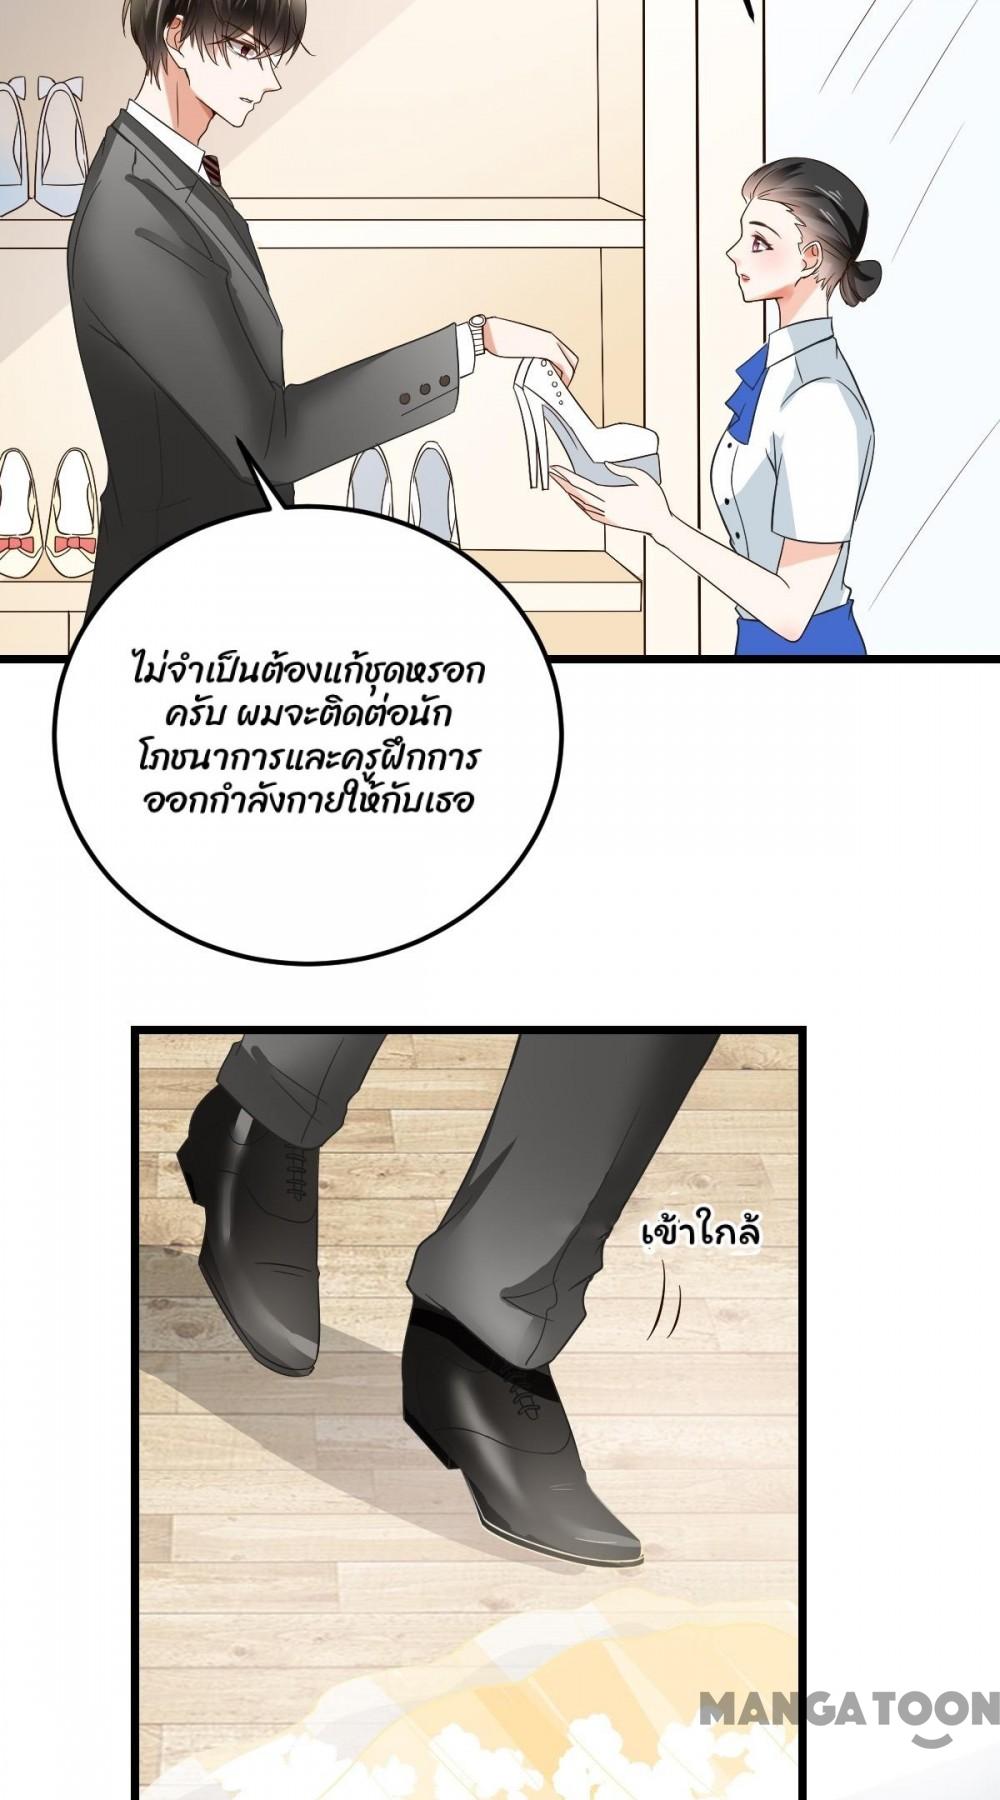 ไม่จำเป็นต้องแก้ชุดหรอก
ครับ ผมจะติดต่อนัก
โภชนาการและครูฝึกการ
ออกกำลังกายให้กับเธอ
เข้าใกล้
MANGATOON